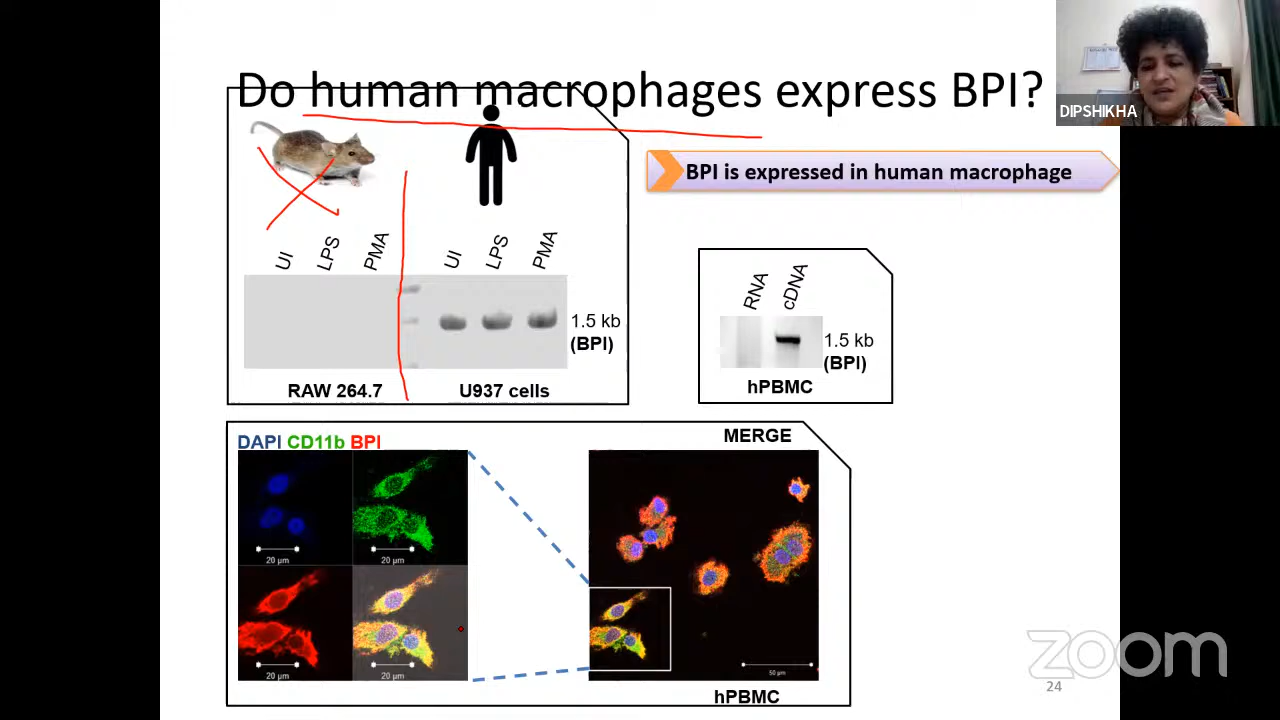 Do human macrophages express BPI?
DIPSHIKHA
BPI is expressed in human macrophage
UI LPS PMA UI LPS PMA
1.5 kb
(BPI)
RAW 264.7 U937 cells
RNA cDNA
1.5 kb
(BPI)
hPBMC
DAPI CD11b BPI
MERGE
20 µm 20 µm
20 µm 20 µm
50 µm
hPBMC
zoom
24